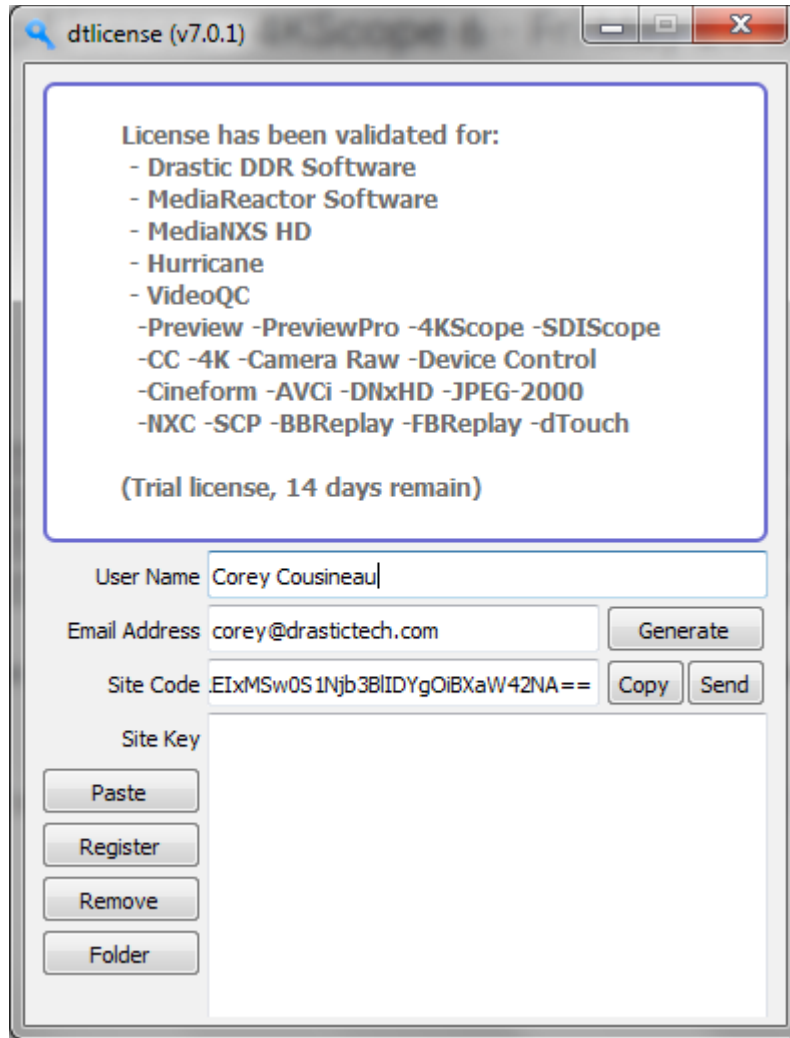 dtlicense (v7.0.1)
License has been validated for:
- Drastic DDR Software
- MediaReactor Software
- MediaNXS HD
- Hurricane
- VideoQC
-Preview -PreviewPro -4KScope -SDIScope
-CC -4K -Camera Raw -Device Control
-Cineform -AVCi -DNxHD -JPEG-2000
-NXC -SCP -BBReplay -FBReplay -dTouch
(Trial license, 14 days remain)
User Name Corey Cousineau
Email Address corey@drastictech.com Generate
Site Code .EIxMSw0S1Njb3BlIDYgOiBXaW42NA== Copy Send
Site Key
Paste
Register
Remove
Folder